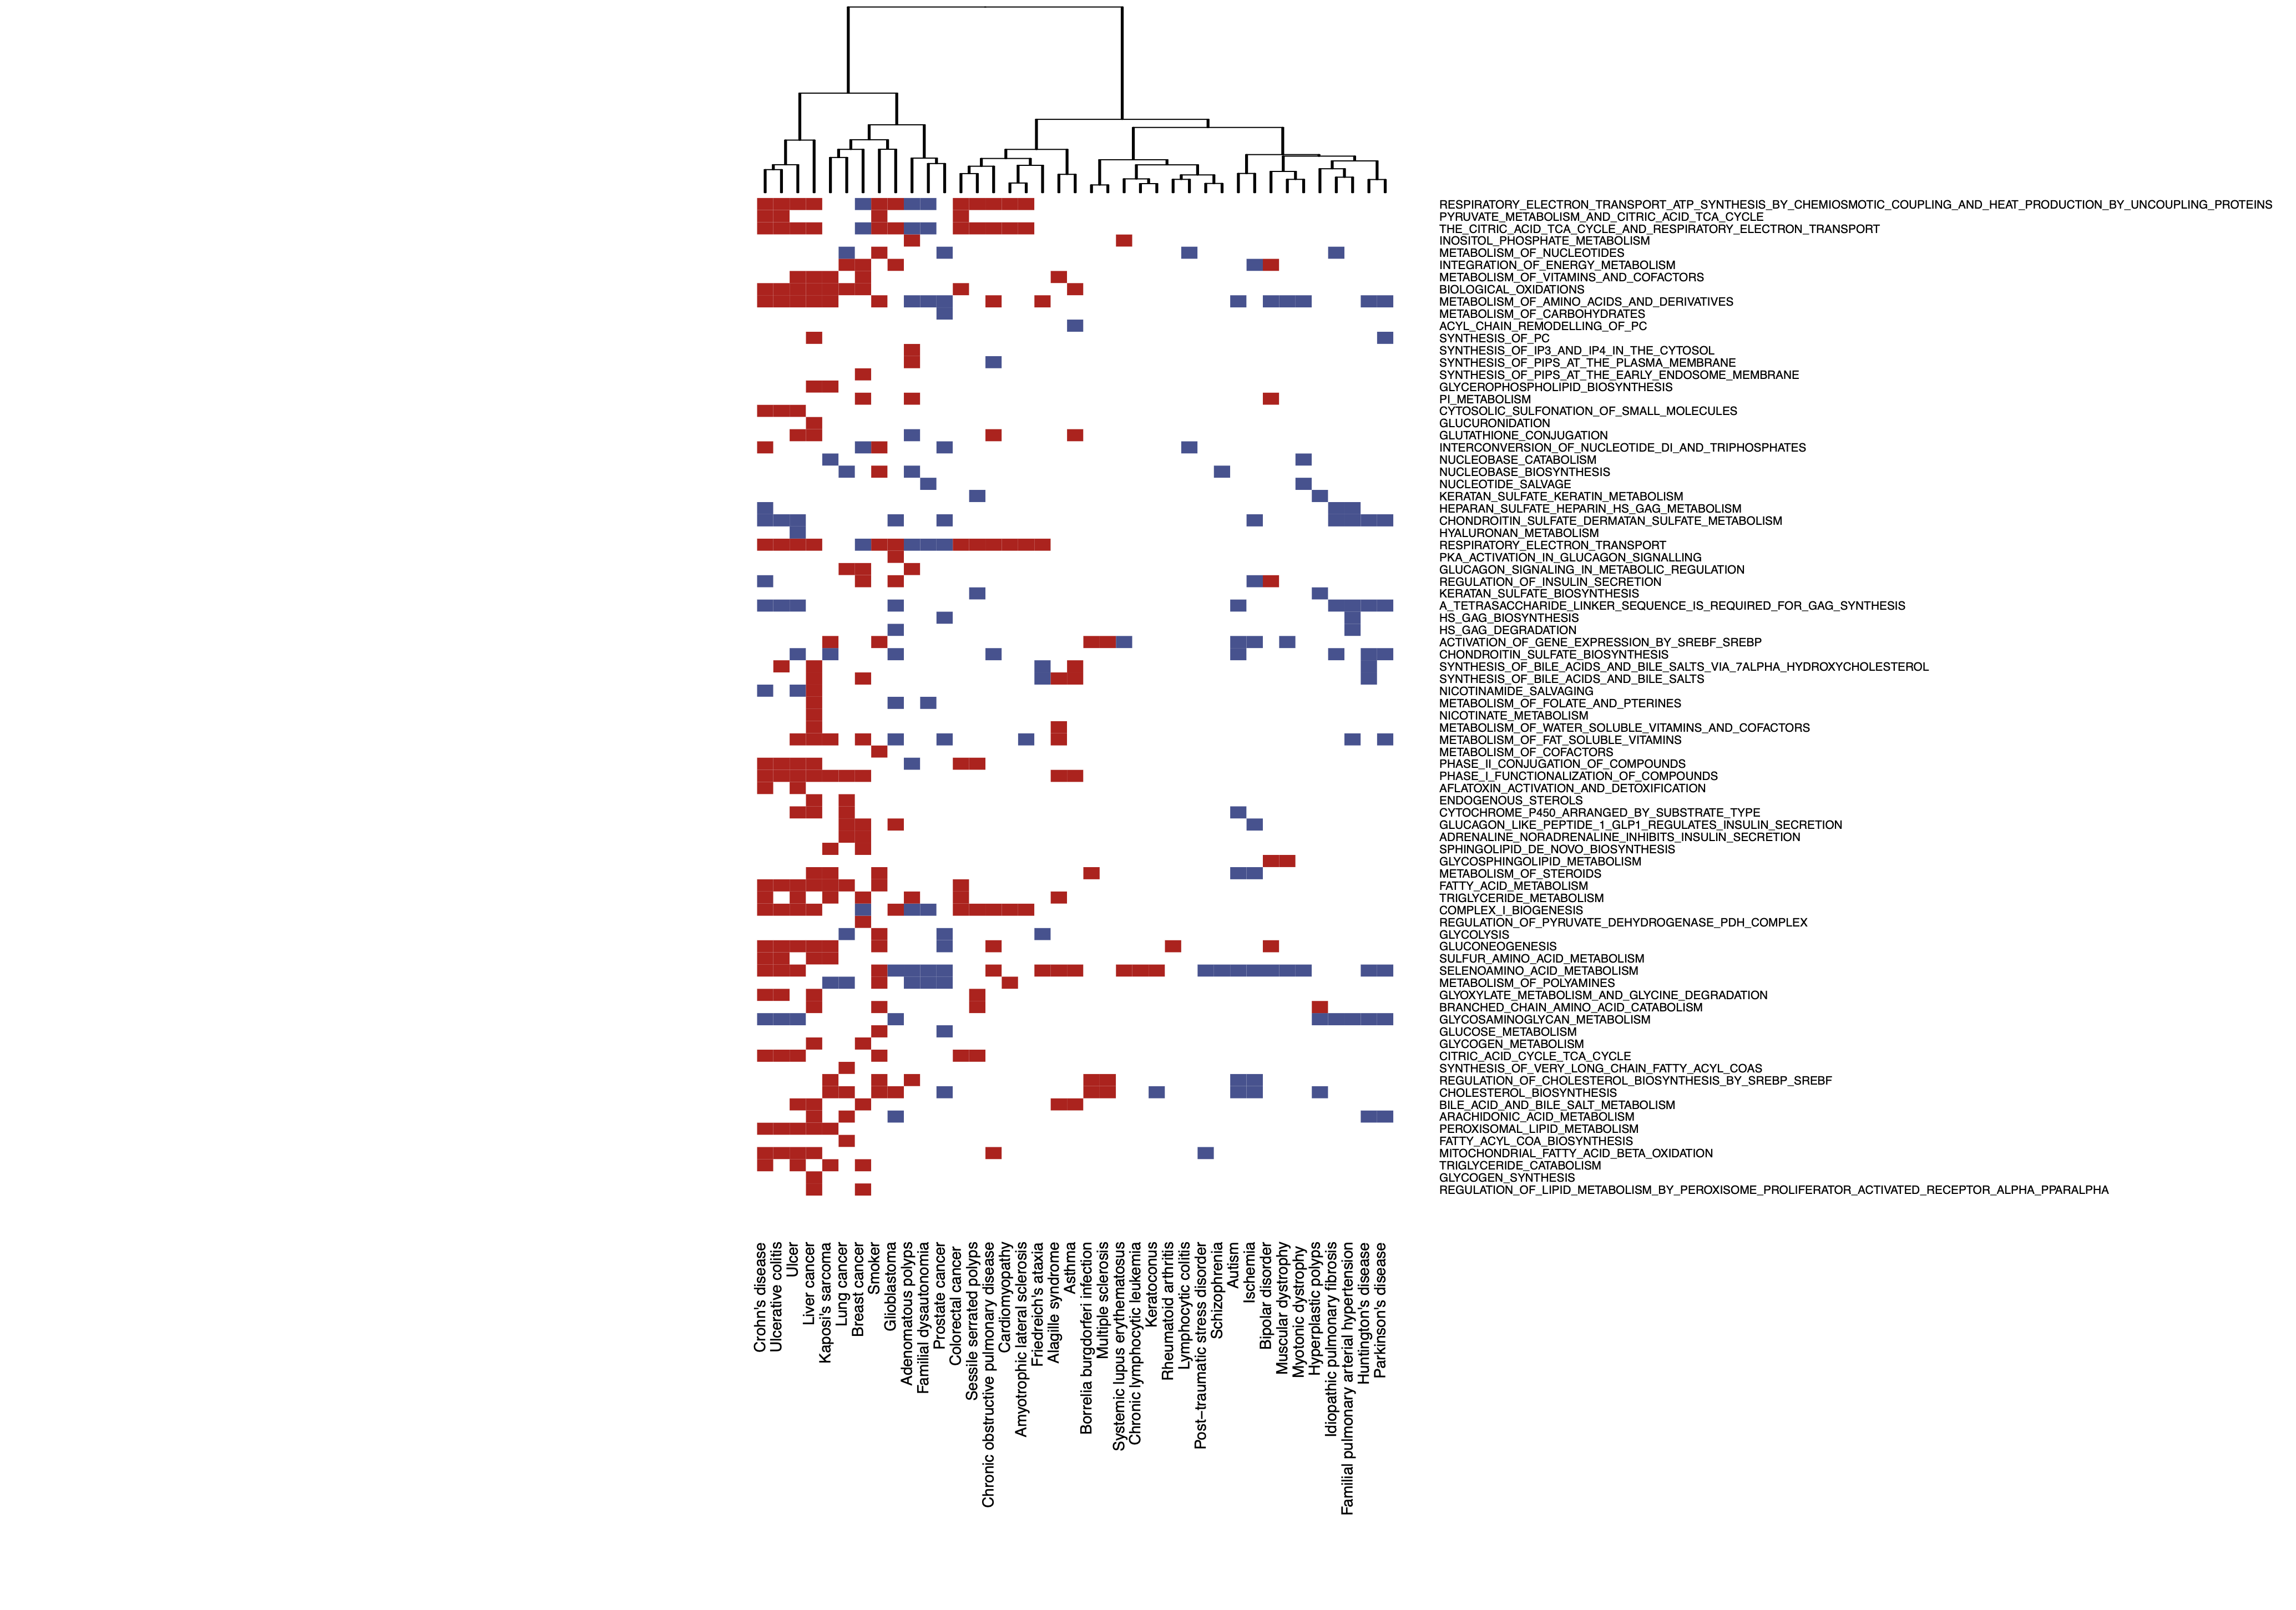 RESPIRATORY_ELECTRON_TRANSPORT_ATP_SYNTHESIS_BY_CHEMIOSMOTIC_COUPLING_AND_HEAT_PRODUCTION_BY_UNCOUPLING_PROTEINS
PYRUVATE_METABOLISM_AND_CITRIC_ACID_TCA_CYCLE
THE_CITRIC_ACID_TCA_CYCLE_AND_RESPIRATORY_ELECTRON_TRANSPORT
INOSITOL_PHOSPHATE_METABOLISM
METABOLISM_OF_NUCLEOTIDES
INTEGRATION_OF_ENERGY_METABOLISM
METABOLISM_OF_VITAMINS_AND_COFACTORS
BIOLOGICAL_OXIDATIONS
METABOLISM_OF_AMINO_ACIDS_AND_DERIVATIVES
METABOLISM_OF_CARBOHYDRATES
ACYL_CHAIN_REMODELLING_OF_PC
SYNTHESIS_OF_PC
SYNTHESIS_OF_IP3_AND_IP4_IN_THE_CYTOSOL
SYNTHESIS_OF_PIPS_AT_THE_PLASMA_MEMBRANE
SYNTHESIS_OF_PIPS_AT_THE_EARLY_ENDOSOME_MEMBRANE
GLYCEROPHOSPHOLIPID_BIOSYNTHESIS
PI_METABOLISM
CYTOSOLIC_SULFONATION_OF_SMALL_MOLECULES
GLUCURONIDATION
GLUTATHIONE_CONJUGATION
INTERCONVERSION_OF_NUCLEOTIDE_DI_AND_TRIPHOSPHATES
NUCLEOBASE_CATABOLISM
NUCLEOBASE_BIOSYNTHESIS
NUCLEOTIDE_SALVAGE
KERATAN_SULFATE_KERATIN_METABOLISM
HEPARAN_SULFATE_HEPARIN_HS_GAG_METABOLISM
CHONDROITIN_SULFATE_DERMATAN_SULFATE_METABOLISM
HYALURONAN_METABOLISM
RESPIRATORY_ELECTRON_TRANSPORT
PKA_ACTIVATION_IN_GLUCAGON_SIGNALLING
GLUCAGON_SIGNALING_IN_METABOLIC_REGULATION
REGULATION_OF_INSULIN_SECRETION
KERATAN_SULFATE_BIOSYNTHESIS
A_TETRASACCHARIDE_LINKER_SEQUENCE_IS_REQUIRED_FOR_GAG_SYNTHESIS
HS_GAG_BIOSYNTHESIS
HS_GAG_DEGRADATION
ACTIVATION_OF_GENE_EXPRESSION_BY_SREBF_SREBP
CHONDROITIN_SULFATE_BIOSYNTHESIS
SYNTHESIS_OF_BILE_ACIDS_AND_BILE_SALTS_VIA_7ALPHA_HYDROXYCHOLESTEROL
SYNTHESIS_OF_BILE_ACIDS_AND_BILE_SALTS
NICOTINAMIDE_SALVAGING
METABOLISM_OF_FOLATE_AND_PTERINES
NICOTINATE_METABOLISM
METABOLISM_OF_WATER_SOLUBLE_VITAMINS_AND_COFACTORS
METABOLISM_OF_FAT_SOLUBLE_VITAMINS
METABOLISM_OF_COFACTORS
PHASE_II_CONJUGATION_OF_COMPOUNDS
PHASE_I_FUNCTIONALIZATION_OF_COMPOUNDS
AFLATOXIN_ACTIVATION_AND_DETOXIFICATION
ENDOGENOUS_STEROLS
CYTOCHROME_P450_ARRANGED_BY_SUBSTRATE_TYPE
GLUCAGON_LIKE_PEPTIDE_1_GLP1_REGULATES_INSULIN_SECRETION
ADRENALINE_NORADRENALINE_INHIBITS_INSULIN_SECRETION
SPHINGOLIPID_DE_NOVO_BIOSYNTHESIS
GLYCOSPHINGOLIPID_METABOLISM
METABOLISM_OF_STEROIDS
FATTY_ACID_METABOLISM
TRIGLYCERIDE_METABOLISM
COMPLEX_I_BIOGENESIS
REGULATION_OF_PYRUVATE_DEHYDROGENASE_PDH_COMPLEX
GLYCOLYSIS
GLUCONEOGENESIS
SULFUR_AMINO_ACID_METABOLISM
SELENOAMINO_ACID_METABOLISM
METABOLISM_OF_POLYAMINES
GLYOXYLATE_METABOLISM_AND_GLYCINE_DEGRADATION
BRANCHED_CHAIN_AMINO_ACID_CATABOLISM
GLYCOSAMINOGLYCAN_METABOLISM
GLUCOSE_METABOLISM
GLYCOGEN_METABOLISM
CITRIC_ACID_CYCLE_TCA_CYCLE
SYNTHESIS_OF_VERY_LONG_CHAIN_FATTY_ACYL_COAS
REGULATION_OF_CHOLESTEROL_BIOSYNTHESIS_BY_SREBP_SREBF
CHOLESTEROL_BIOSYNTHESIS
BILE_ACID_AND_BILE_SALT_METABOLISM
ARACHIDONIC_ACID_METABOLISM
PEROXISOMAL_LIPID_METABOLISM
FATTY_ACYL_COA_BIOSYNTHESIS
MITOCHONDRIAL_FATTY_ACID_BETA_OXIDATION
TRIGLYCERIDE_CATABOLISM
GLYCOGEN_SYNTHESIS
REGULATION_OF_LIPID_METABOLISM_BY_PEROXISOME_PROLIFERATOR_ACTIVATED_RECEPTOR_ALPHA_PPARALPHA
Crohn's disease
Ulcerative colitis
Ulcer
Liver cancer
Kaposi's sarcoma
Lung cancer
Breast cancer
Smoker
Glioblastoma
Adenomatous polyps
Familial dysautonomia
Prostate cancer
Colorectal cancer
Sessile serrated polyps
Chronic obstructive pulmonary disease
Cardiomyopathy
Amyotrophic lateral sclerosis
Friedreich's ataxia
Alagille syndrome
Asthma
Borrelia burgdorferi infection
Multiple sclerosis
Systemic lupus erythematosus
Chronic lymphocytic leukemia
Keratoconus
Rheumatoid arthritis
Lymphocytic colitis
Post−traumatic stress disorder
Schizophrenia
Autism
Ischemia
Bipolar disorder
Muscular dystrophy
Myotonic dystrophy
Hyperplastic polyps
Idiopathic pulmonary fibrosis
Familial pulmonary arterial hypertension
Huntington's disease
Parkinson's disease